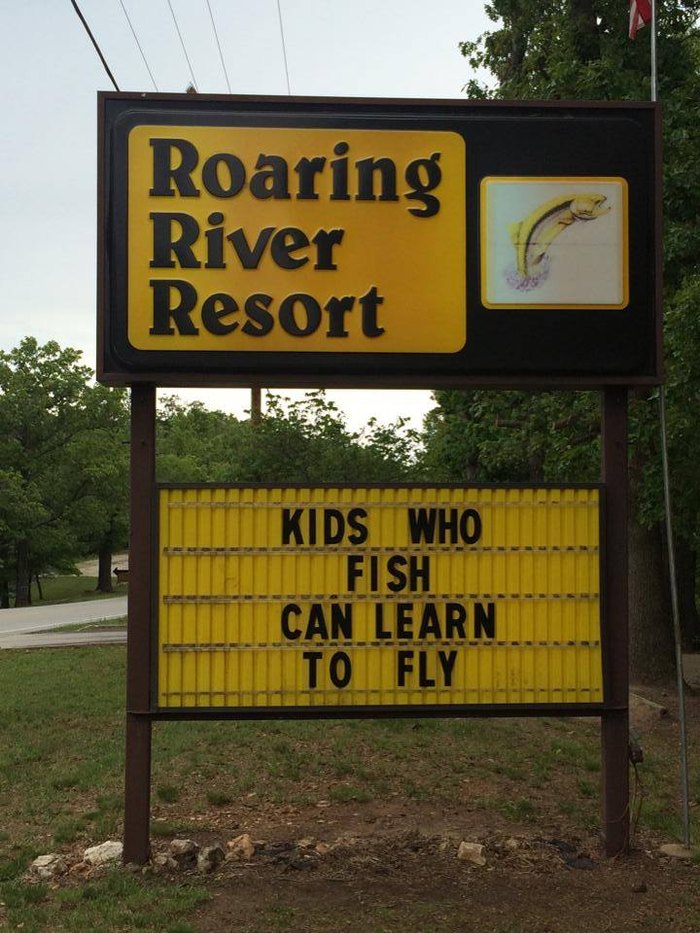 Roaring
River
Resort
KIDS WHO
FISH
CAN LEARN
TO FLY